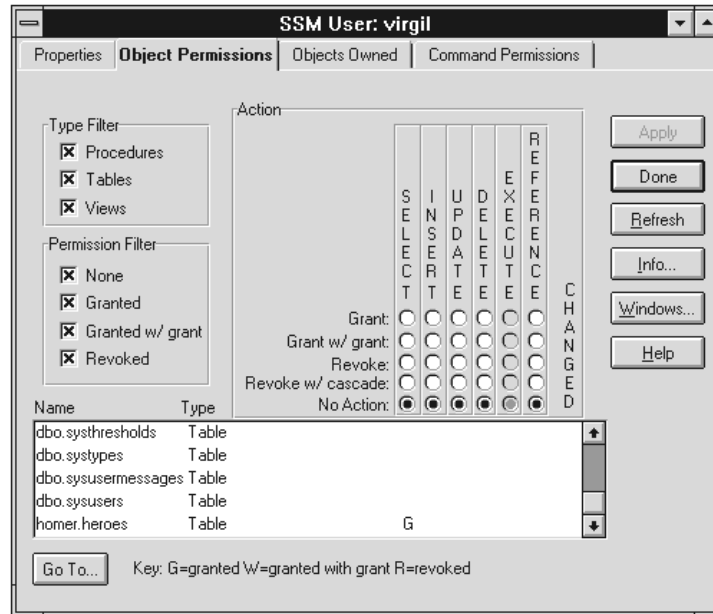 SSM User: virgil
Properties Object Permissions Objects Owned Command Permissions
Type Filter
Procedures
Tables
Views
Permission Filter
None
Granted
Granted w/ grant
Revoked
Action
SELECT
INSERT
UPDATE
DELETE
EXECUTE
REFERENCE
CHANGED
Grant:
Grant w/ grant:
Revoke:
Revoke w/ cascade:
No Action:
Apply
Done
Refresh
Info...
Windows...
Help
Name Type
dbo.systhresholds Table
dbo.systypes Table
dbo.sysusermessages Table
dbo.sysusers Table
homer.heroes Table G
Go To... Key: G=granted W=granted with grant R=revoked